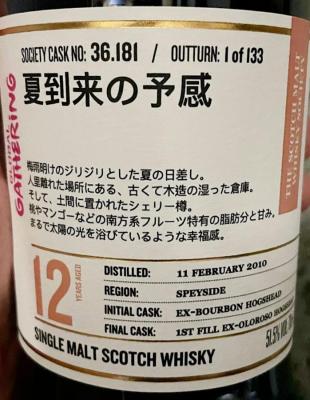 SOCIETY CASK NO: 36.181 / OUTTURN: 1 of 133
夏到来の予感
GLOBAL
GATHERING
THE SCOTCH MALT
WHISKY SOCIETY
梅雨明けのジリジリとした夏の日差し。
人里離れた場所にある、古くて木造の湿った倉庫。
そして、土間に置かれたシェリー樽。
桃やマンゴーなどの南方系フルーツ特有の脂肪分と甘み。
まるで太陽の光を浴びているような幸福感。
12 YEARS AGED
DISTILLED: 11 FEBRUARY 2010
REGION: SPEYSIDE
INITIAL CASK: EX-BOURBON HOGSHEAD
FINAL CASK: 1ST FILL EX-OLOROSO HOGSHEAD
SINGLE MALT SCOTCH WHISKY
51.5% VOL